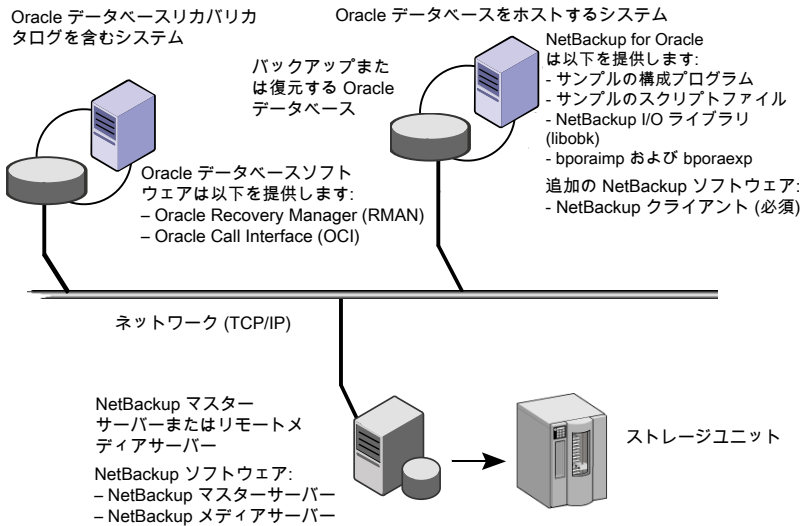 Oracle データベースリカバリカ
タログを含むシステム
Oracle データベースをホストするシステム
バックアップまた
は復元する Oracle
データベース
NetBackup for Oracle
は以下を提供します:
- サンプルの構成プログラム
- サンプルのスクリプトファイル
- NetBackup I/O ライブラリ
(libobk)
- bporaimp および bporaexp
追加の NetBackup ソフトウェア:
- NetBackup クライアント (必須)
Oracle データベースソフト
ウェアは以下を提供します:
– Oracle Recovery Manager (RMAN)
– Oracle Call Interface (OCI)
ネットワーク (TCP/IP)
NetBackup マスター
サーバーまたはリモートメ
ディアサーバー
NetBackup ソフトウェア:
– NetBackup マスターサーバー
– NetBackup メディアサーバー
ストレージユニット